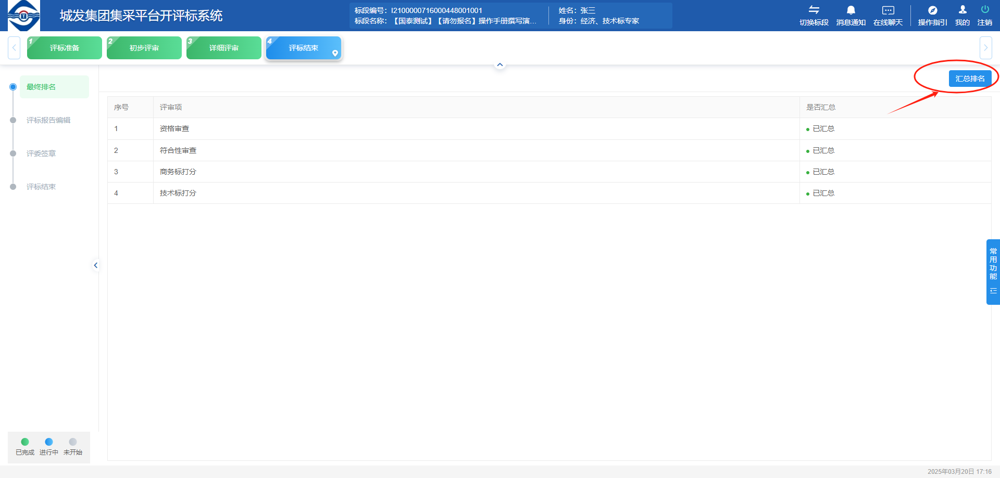 城发集团集采平台开评标系统
标段编号：I2100000716000448001001
标段名称：【国泰测试】【请勿报名】操作手册撰写演...
姓名：张三
身份：经济、技术标专家
切换标段
消息通知
在线聊天
操作指引
我的
注销
1 评标准备
2 初步评审
3 详细评审
4 评标结束
汇总排名
最终排名
评标报告编辑
评委签章
评标结束
序号 评审项 是否汇总
1 资格审查 已汇总
2 符合性审查 已汇总
3 商务标打分 已汇总
4 技术标打分 已汇总
常用功能
已完成 进行中 未开始
2025年03月20日 17:16